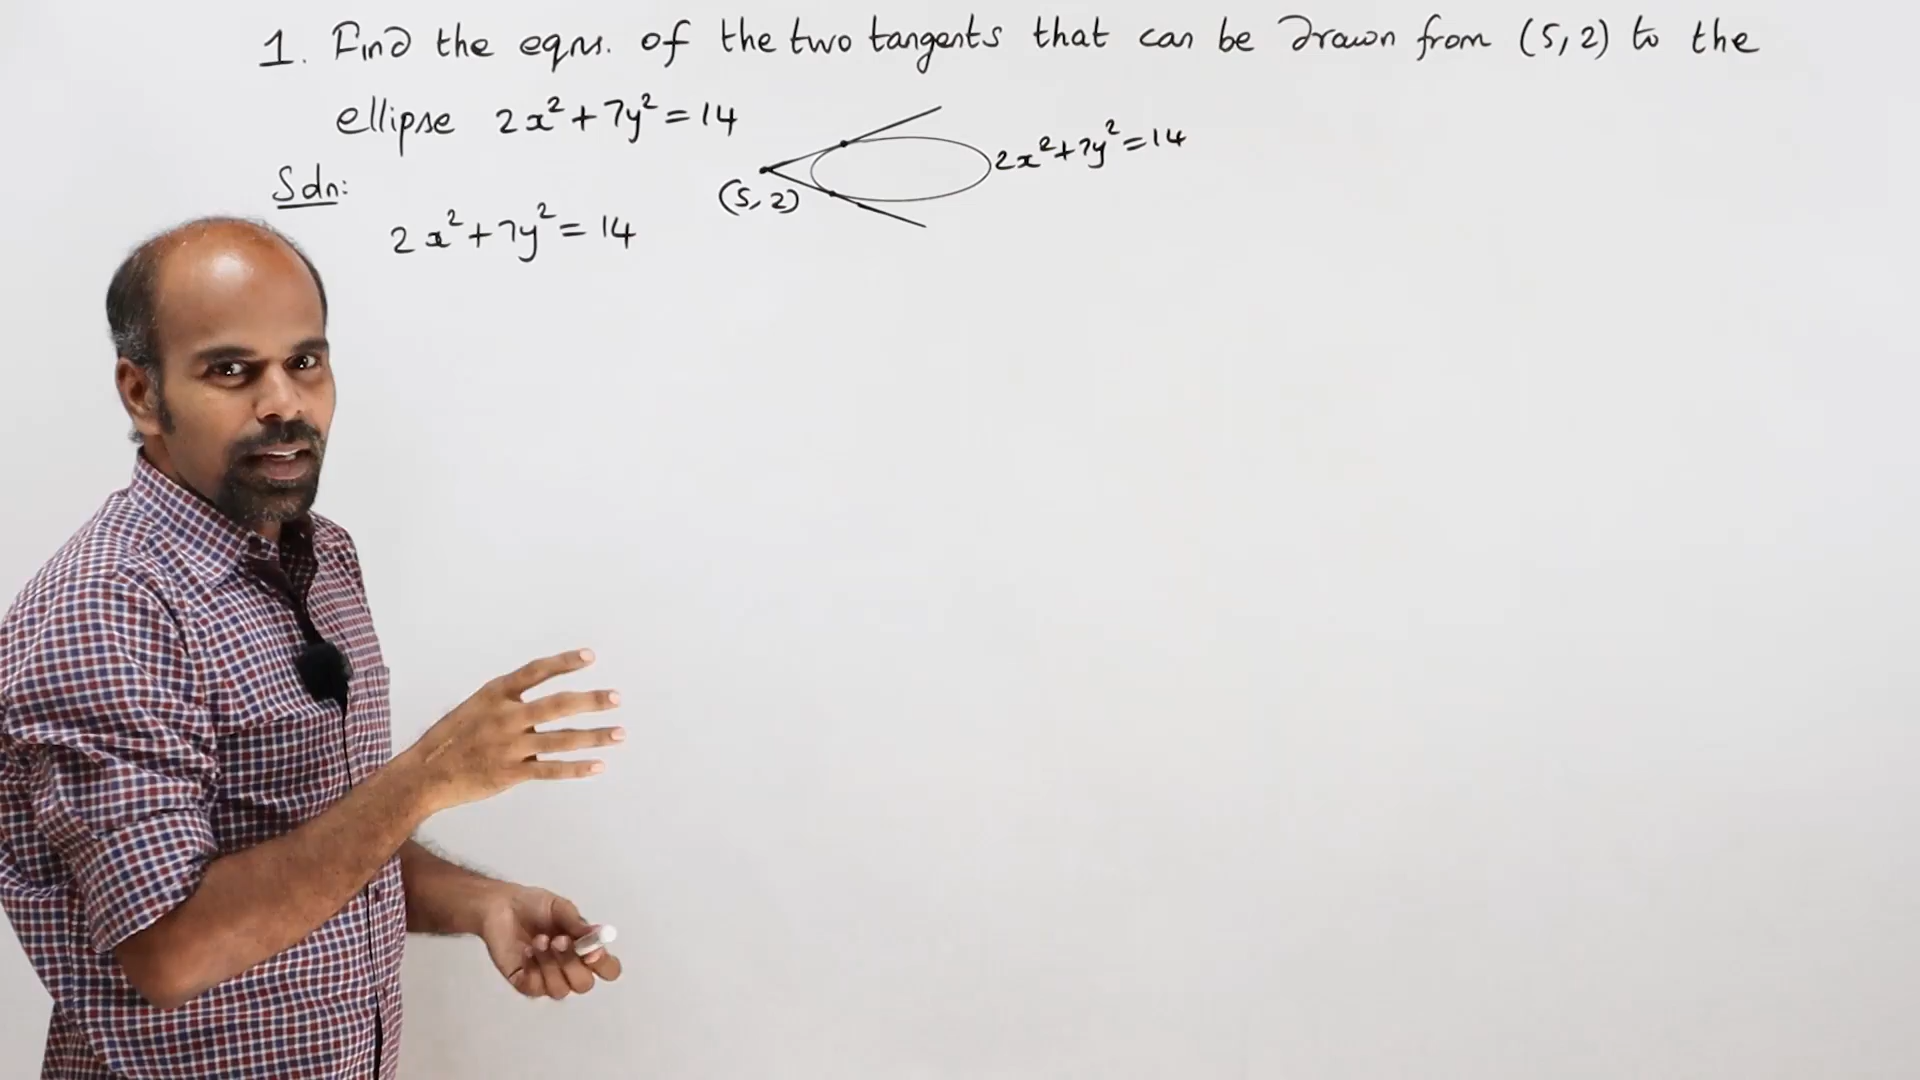 1. Find the eqns. of the two tangents that can be drawn from (5, 2) to the
ellipse 2x² + 7y² = 14
2x² + 7y² = 14
(5, 2)
Soln:
2x² + 7y² = 14